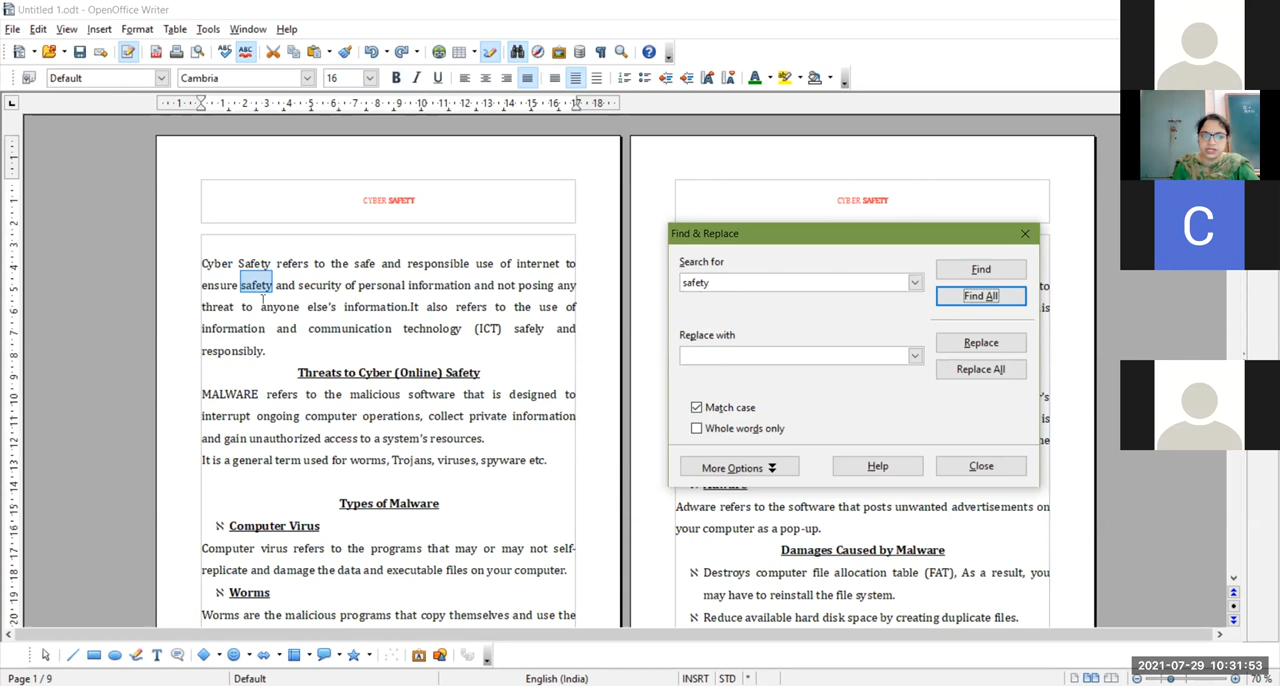 Untitled 1.odt - OpenOffice Writer
File Edit View Insert Format Table Tools Window Help
Default Cambria 16
CYBER SAFETY
Cyber Safety refers to the safe and responsible use of internet to
ensure safety and security of personal information and not posing any
threat to anyone else's information.It also refers to the use of
information and communication technology (ICT) safely and
responsibly.
Threats to Cyber (Online) Safety
MALWARE refers to the malicious software that is designed to
interrupt ongoing computer operations, collect private information
and gain unauthorized access to a system's resources.
It is a general term used for worms, Trojans, viruses, spyware etc.
Types of Malware
Computer Virus
Computer virus refers to the programs that may or may not self-
replicate and damage the data and executable files on your computer.
Worms
Worms are the malicious programs that copy themselves and use the
CYBER SAFETY
Find & Replace
Search for
safety
Find
Find All
Replace with
Replace
Replace All
Match case
Whole words only
More Options
Help
Close
Adware refers to the software that posts unwanted advertisements on
your computer as a pop-up.
Damages Caused by Malware
Destroys computer file allocation table (FAT), As a result, you
may have to reinstall the file system.
Reduce available hard disk space by creating duplicate files.
C
Page 1 / 9 Default English (India) INSRT STD * 70 %
2021-07-29 10:31:53